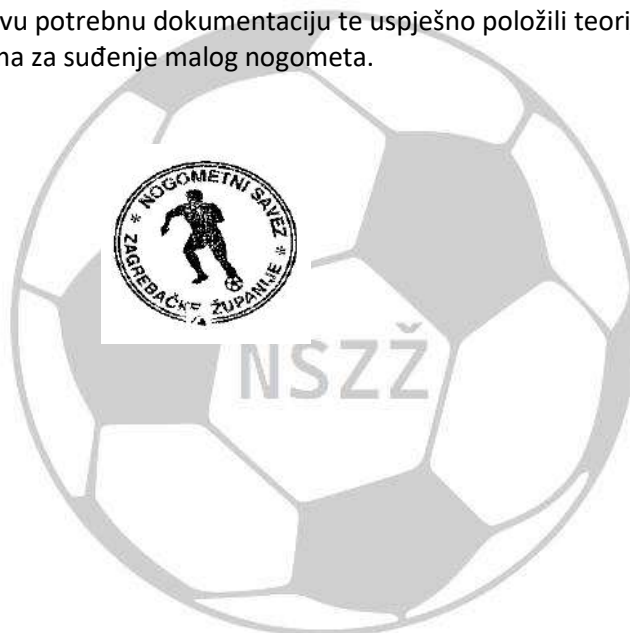 vu potrebnu dokumentaciju te uspješno položili teori
na za suđenje malog nogometa.
* NOGOMETNI SAVEZ *
ZAGREBAČKE ŽUPANIJE
NSZŽ